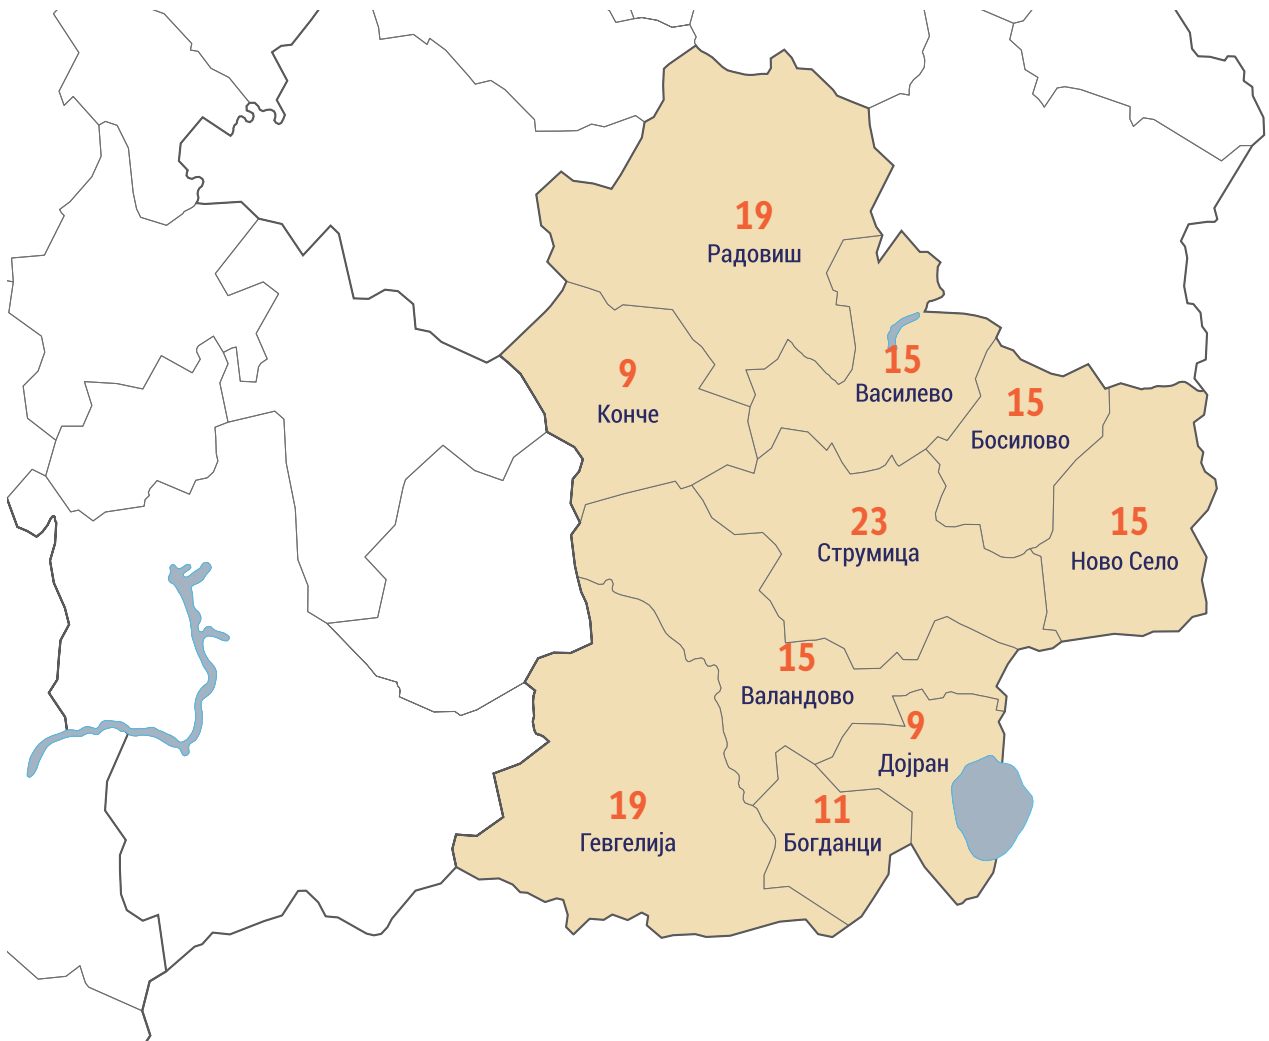 19
Радовиш
9
Конче
15
Василево
15
Босилово
23
Струмица
15
Ново Село
15
Валандово
9
Дојран
19
Гевгелија
11
Богданци